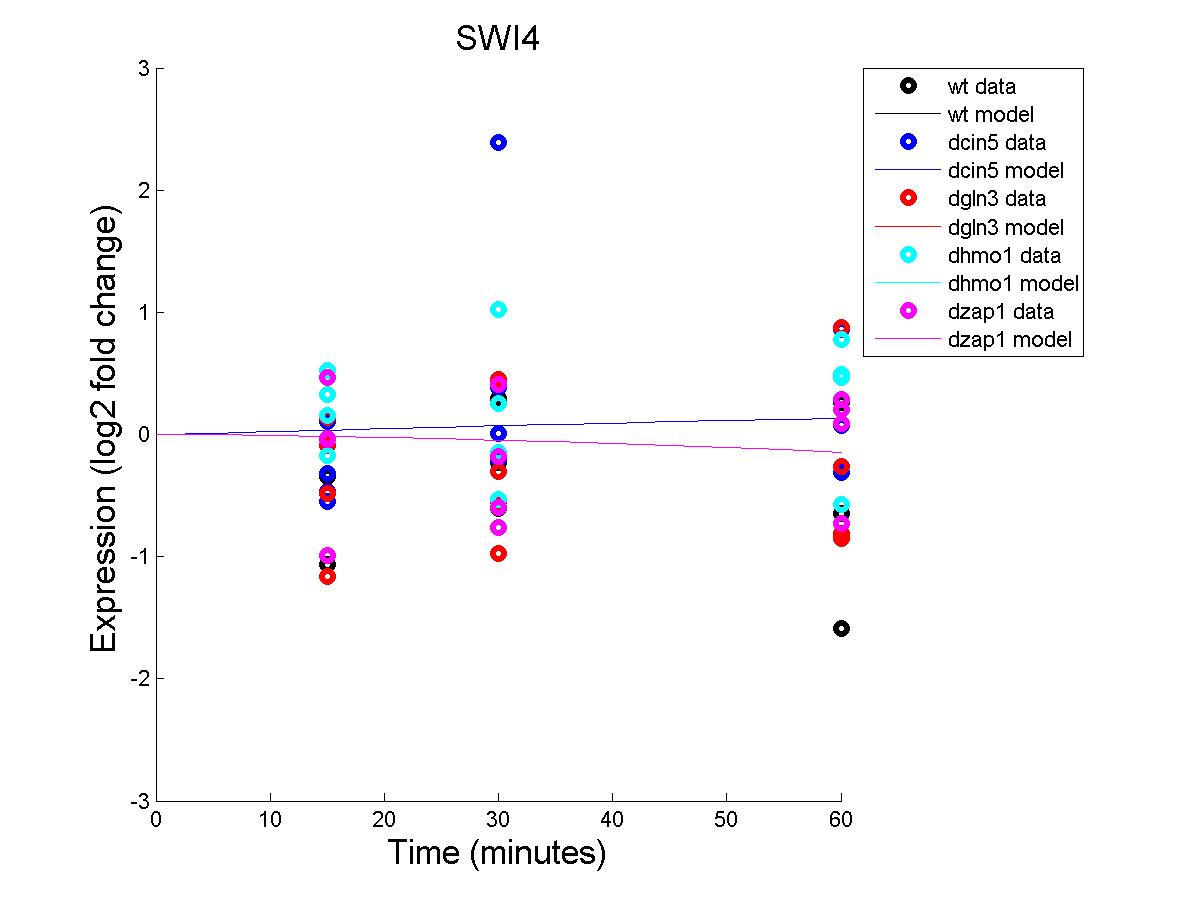 SWI4
3
2
1
0
-1
-2
-3
0 10 20 30 40 50 60
Expression (log2 fold change)
Time (minutes)
wt data
wt model
dcin5 data
dcin5 model
dgln3 data
dgln3 model
dhmo1 data
dhmo1 model
dzap1 data
dzap1 model